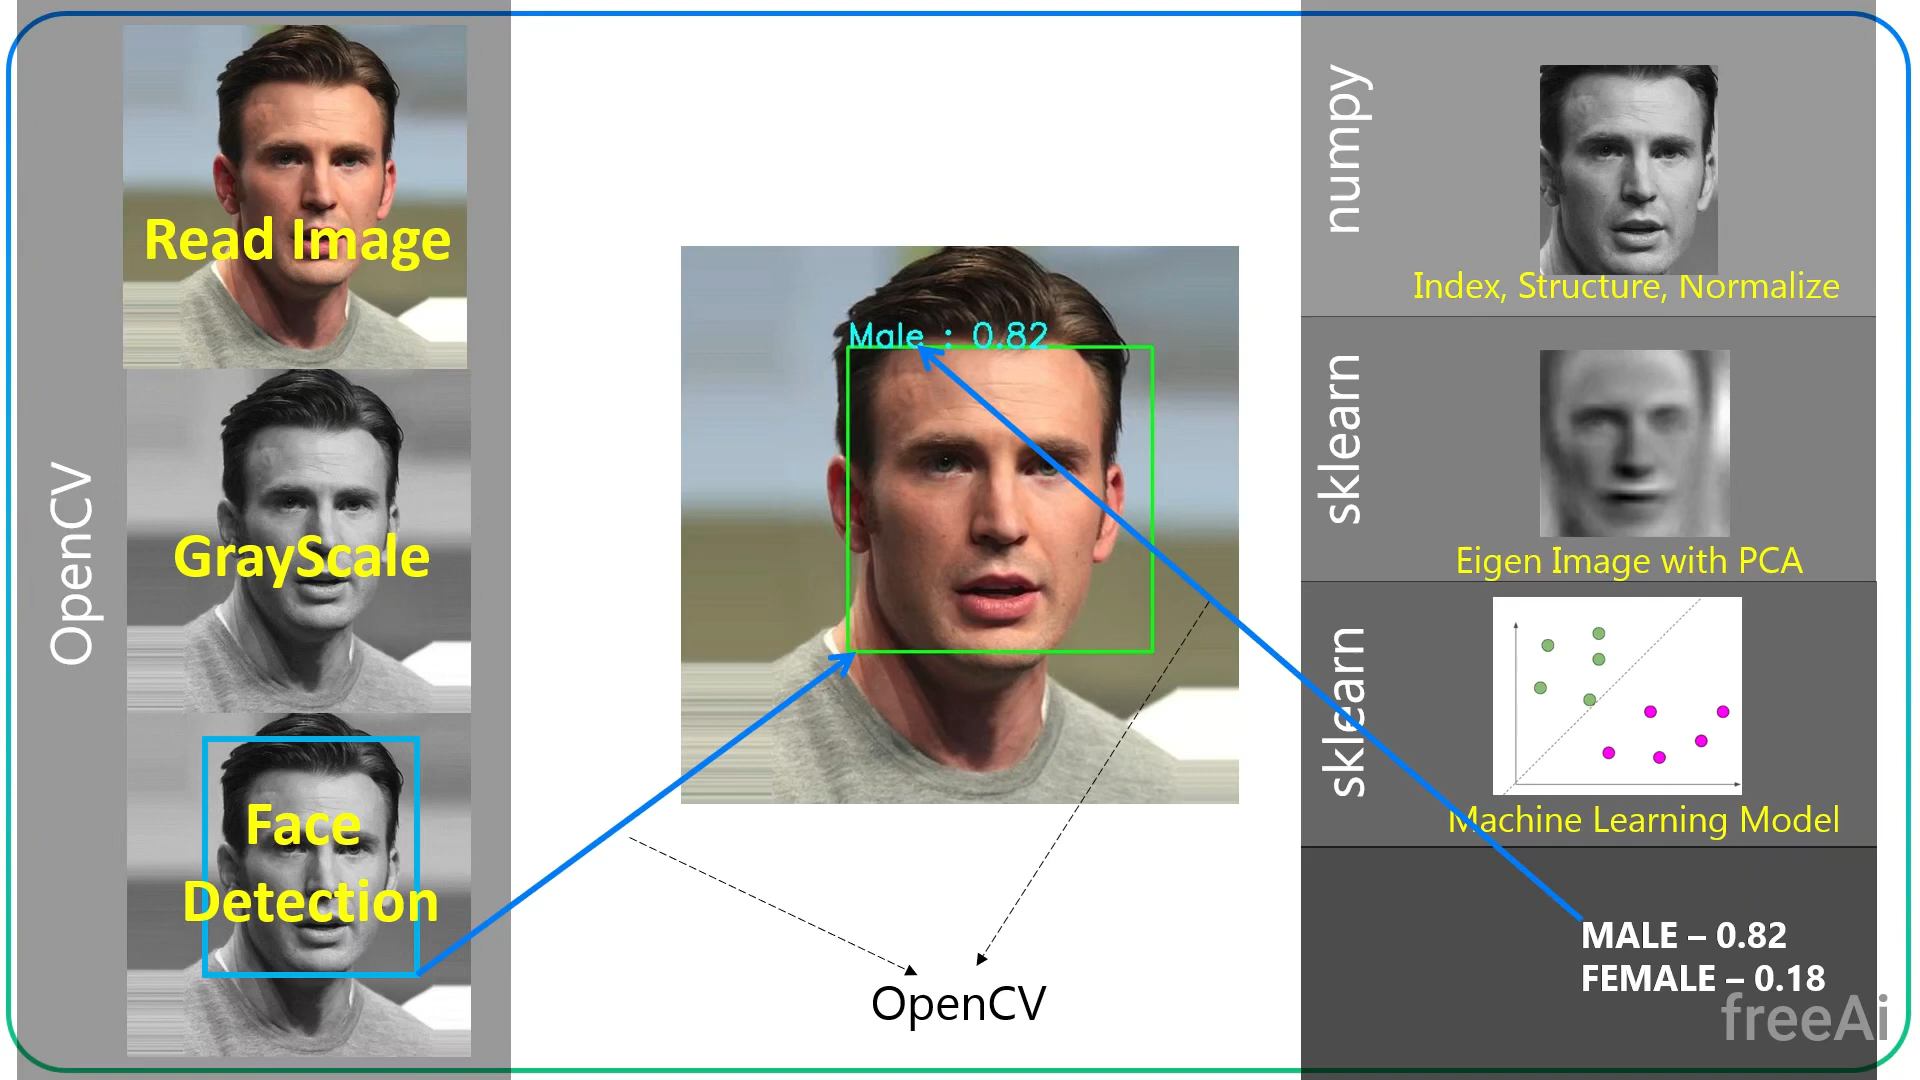 OpenCV
Read Image
GrayScale
Face
Detection
Male : 0.82
OpenCV
numpy
Index, Structure, Normalize
sklearn
Eigen Image with PCA
sklearn
Machine Learning Model
MALE – 0.82
FEMALE – 0.18
freeAi